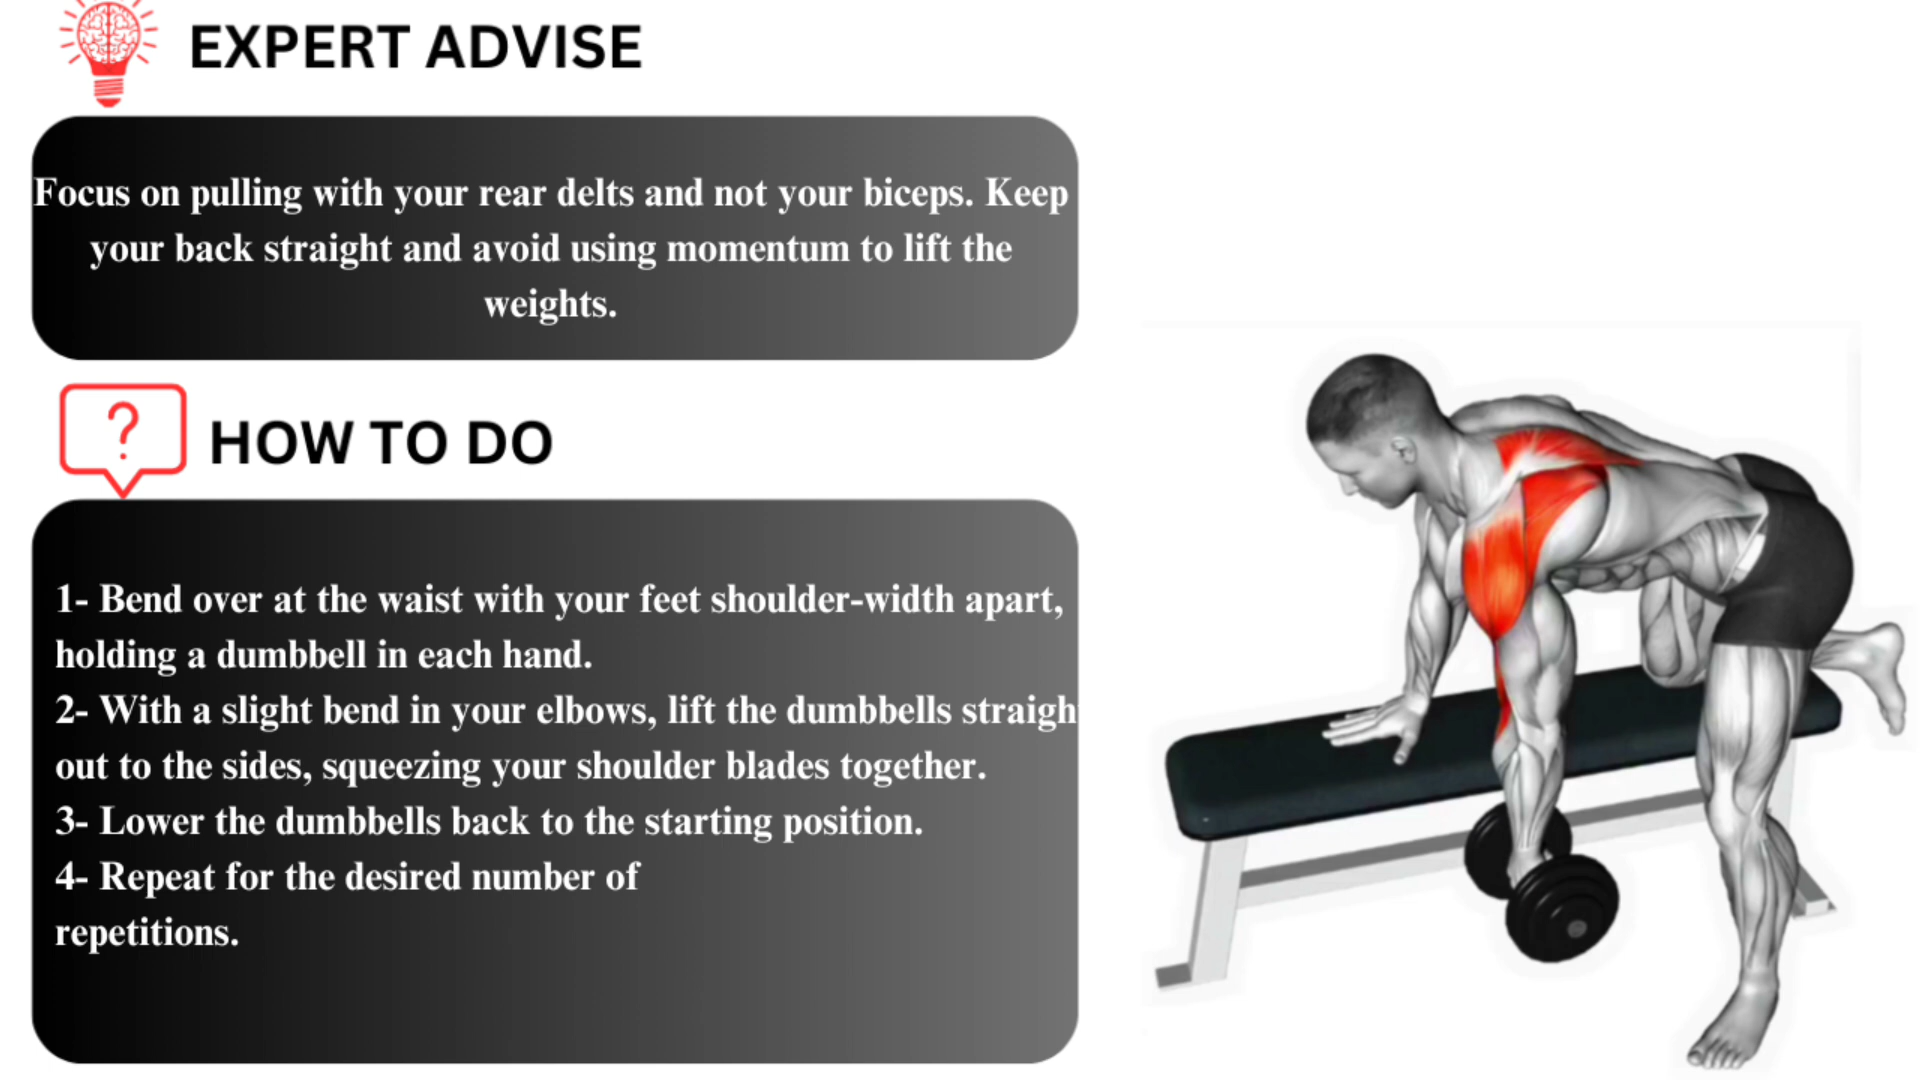 EXPERT ADVISE
Focus on pulling with your rear delts and not your biceps. Keep
your back straight and avoid using momentum to lift the
weights.
?
HOW TO DO
1- Bend over at the waist with your feet shoulder-width apart,
holding a dumbbell in each hand.
2- With a slight bend in your elbows, lift the dumbbells straigh
out to the sides, squeezing your shoulder blades together.
3- Lower the dumbbells back to the starting position.
4- Repeat for the desired number of
repetitions.